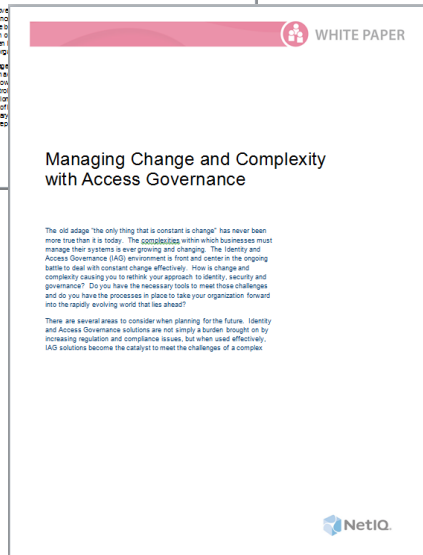 WHITE PAPER
Managing Change and Complexity
with Access Governance
The old adage "the only thing that is constant is change" has never been
more true than it is today. The complexities within which businesses must
manage their systems is ever growing and changing. The Identity and
Access Governance (IAG) environment is front and center in the ongoing
battle to deal with constant change effectively. How is change and
complexity causing you to rethink your approach to identity, security and
governance? Do you have the necessary tools to meet those challenges
and do you have the processes in place to take your organization forward
into the rapidly evolving world that lies ahead?
There are several areas to consider when planning for the future. Identity
and Access Governance solutions are not simply a burden brought on by
increasing regulation and compliance issues, but when used effectively,
IAG solutions become the catalyst to meet the challenges of a complex
NetIQ.